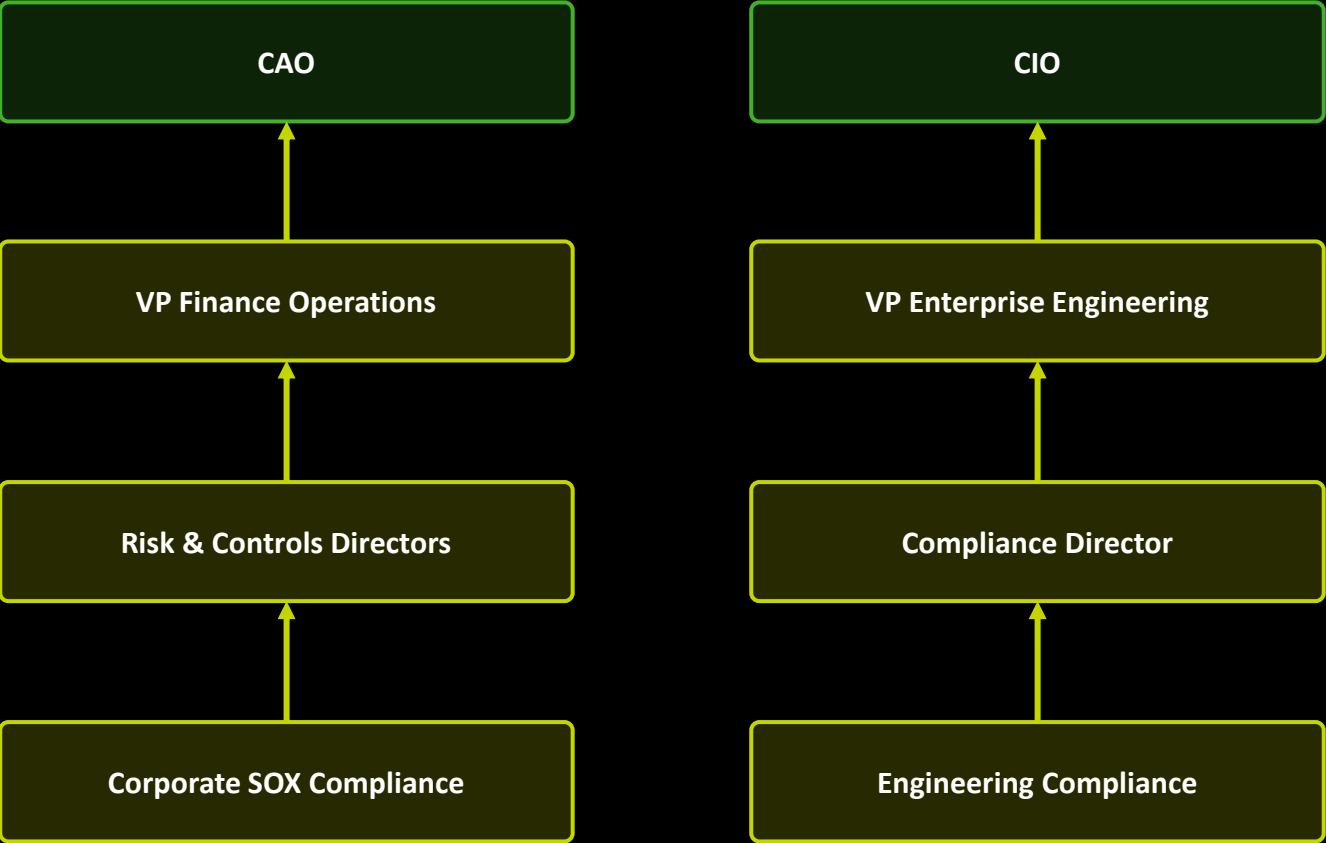 CAO
CIO
VP Finance Operations
VP Enterprise Engineering
Risk & Controls Directors
Compliance Director
Corporate SOX Compliance
Engineering Compliance